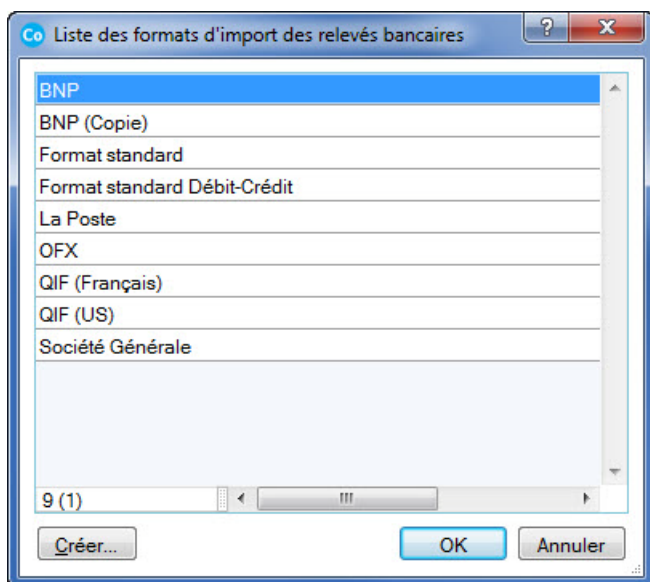 Co Liste des formats d'import des relevés bancaires ? X
BNP
BNP (Copie)
Format standard
Format standard Débit-Crédit
La Poste
OFX
QIF (Français)
QIF (US)
Société Générale
9 (1)
Créer... OK Annuler